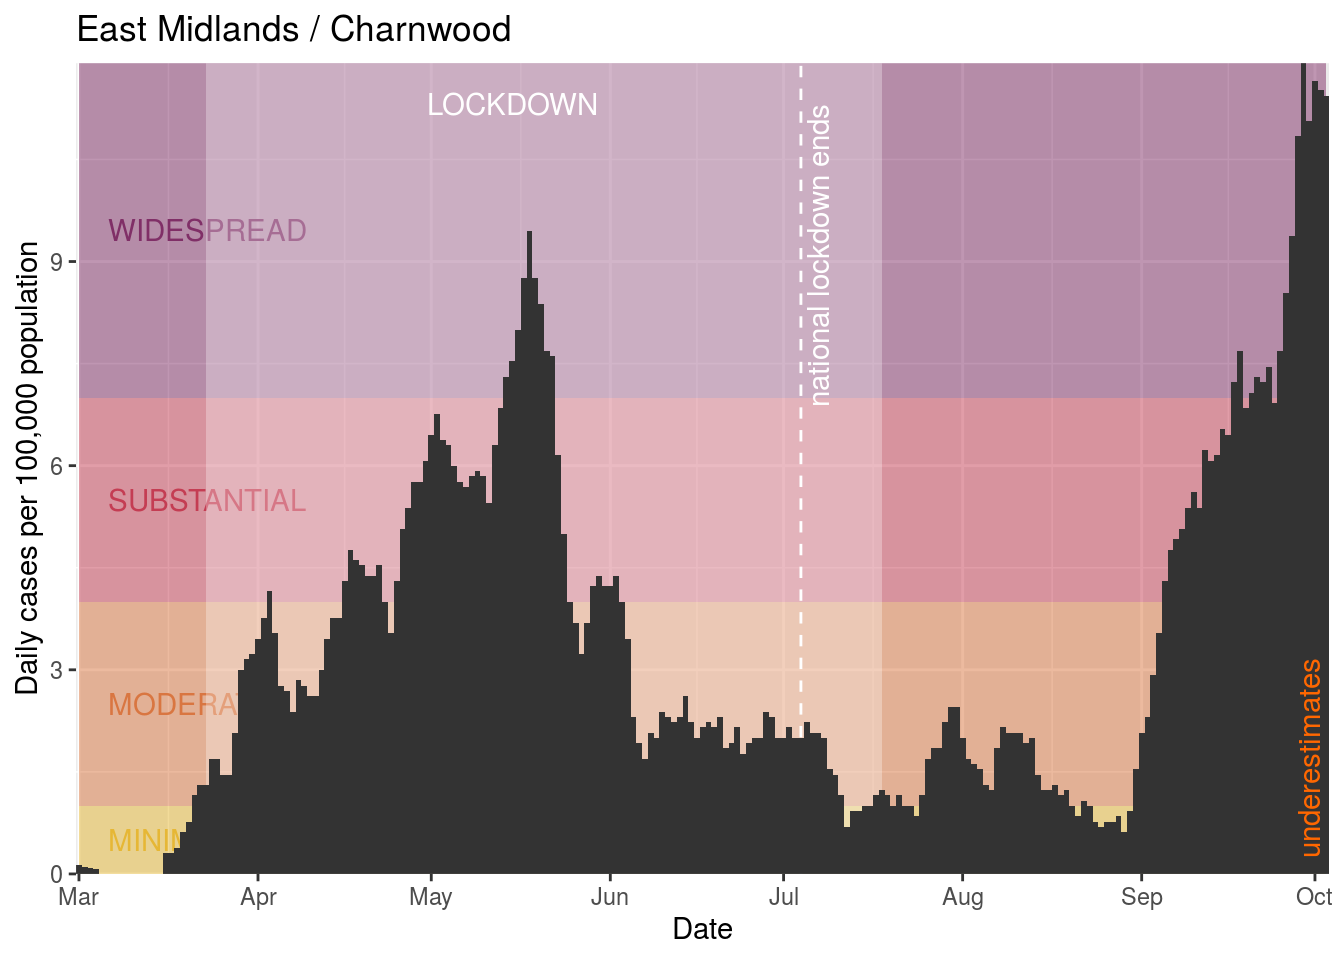 East Midlands / Charnwood
LOCKDOWN
national lockdown ends
WIDESPREAD
SUBSTANTIAL
MODERA
MINI
underestimates
Daily cases per 100,000 population
9
6
3
0
Mar Apr May Jun Jul Aug Sep Oct
Date